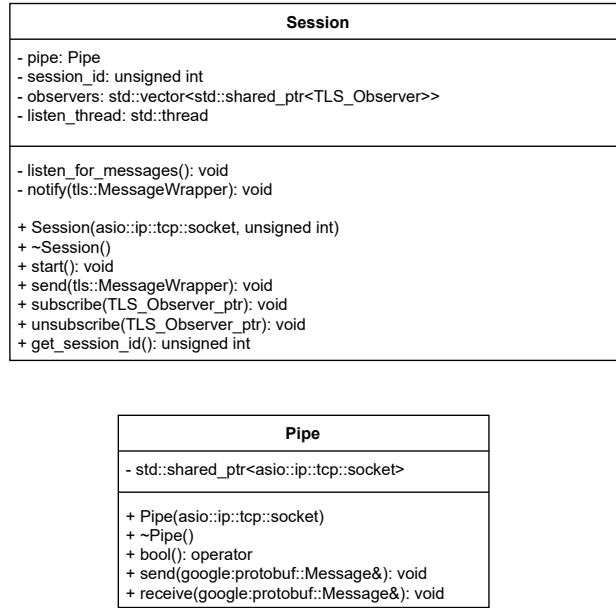 Session
- pipe: Pipe
- session_id: unsigned int
- observers: std::vector<std::shared_ptr<TLS_Observer>>
- listen_thread: std::thread
- listen_for_messages(): void
- notify(tls::MessageWrapper): void
+ Session(asio::ip::tcp::socket, unsigned int)
+ ~Session()
+ start(): void
+ send(tls::MessageWrapper): void
+ subscribe(TLS_Observer_ptr): void
+ unsubscribe(TLS_Observer_ptr): void
+ get_session_id(): unsigned int
Pipe
- std::shared_ptr<asio::ip::tcp::socket>
+ Pipe(asio::ip::tcp::socket)
+ ~Pipe()
+ bool(): operator
+ send(google:protobuf::Message&): void
+ receive(google:protobuf::Message&): void